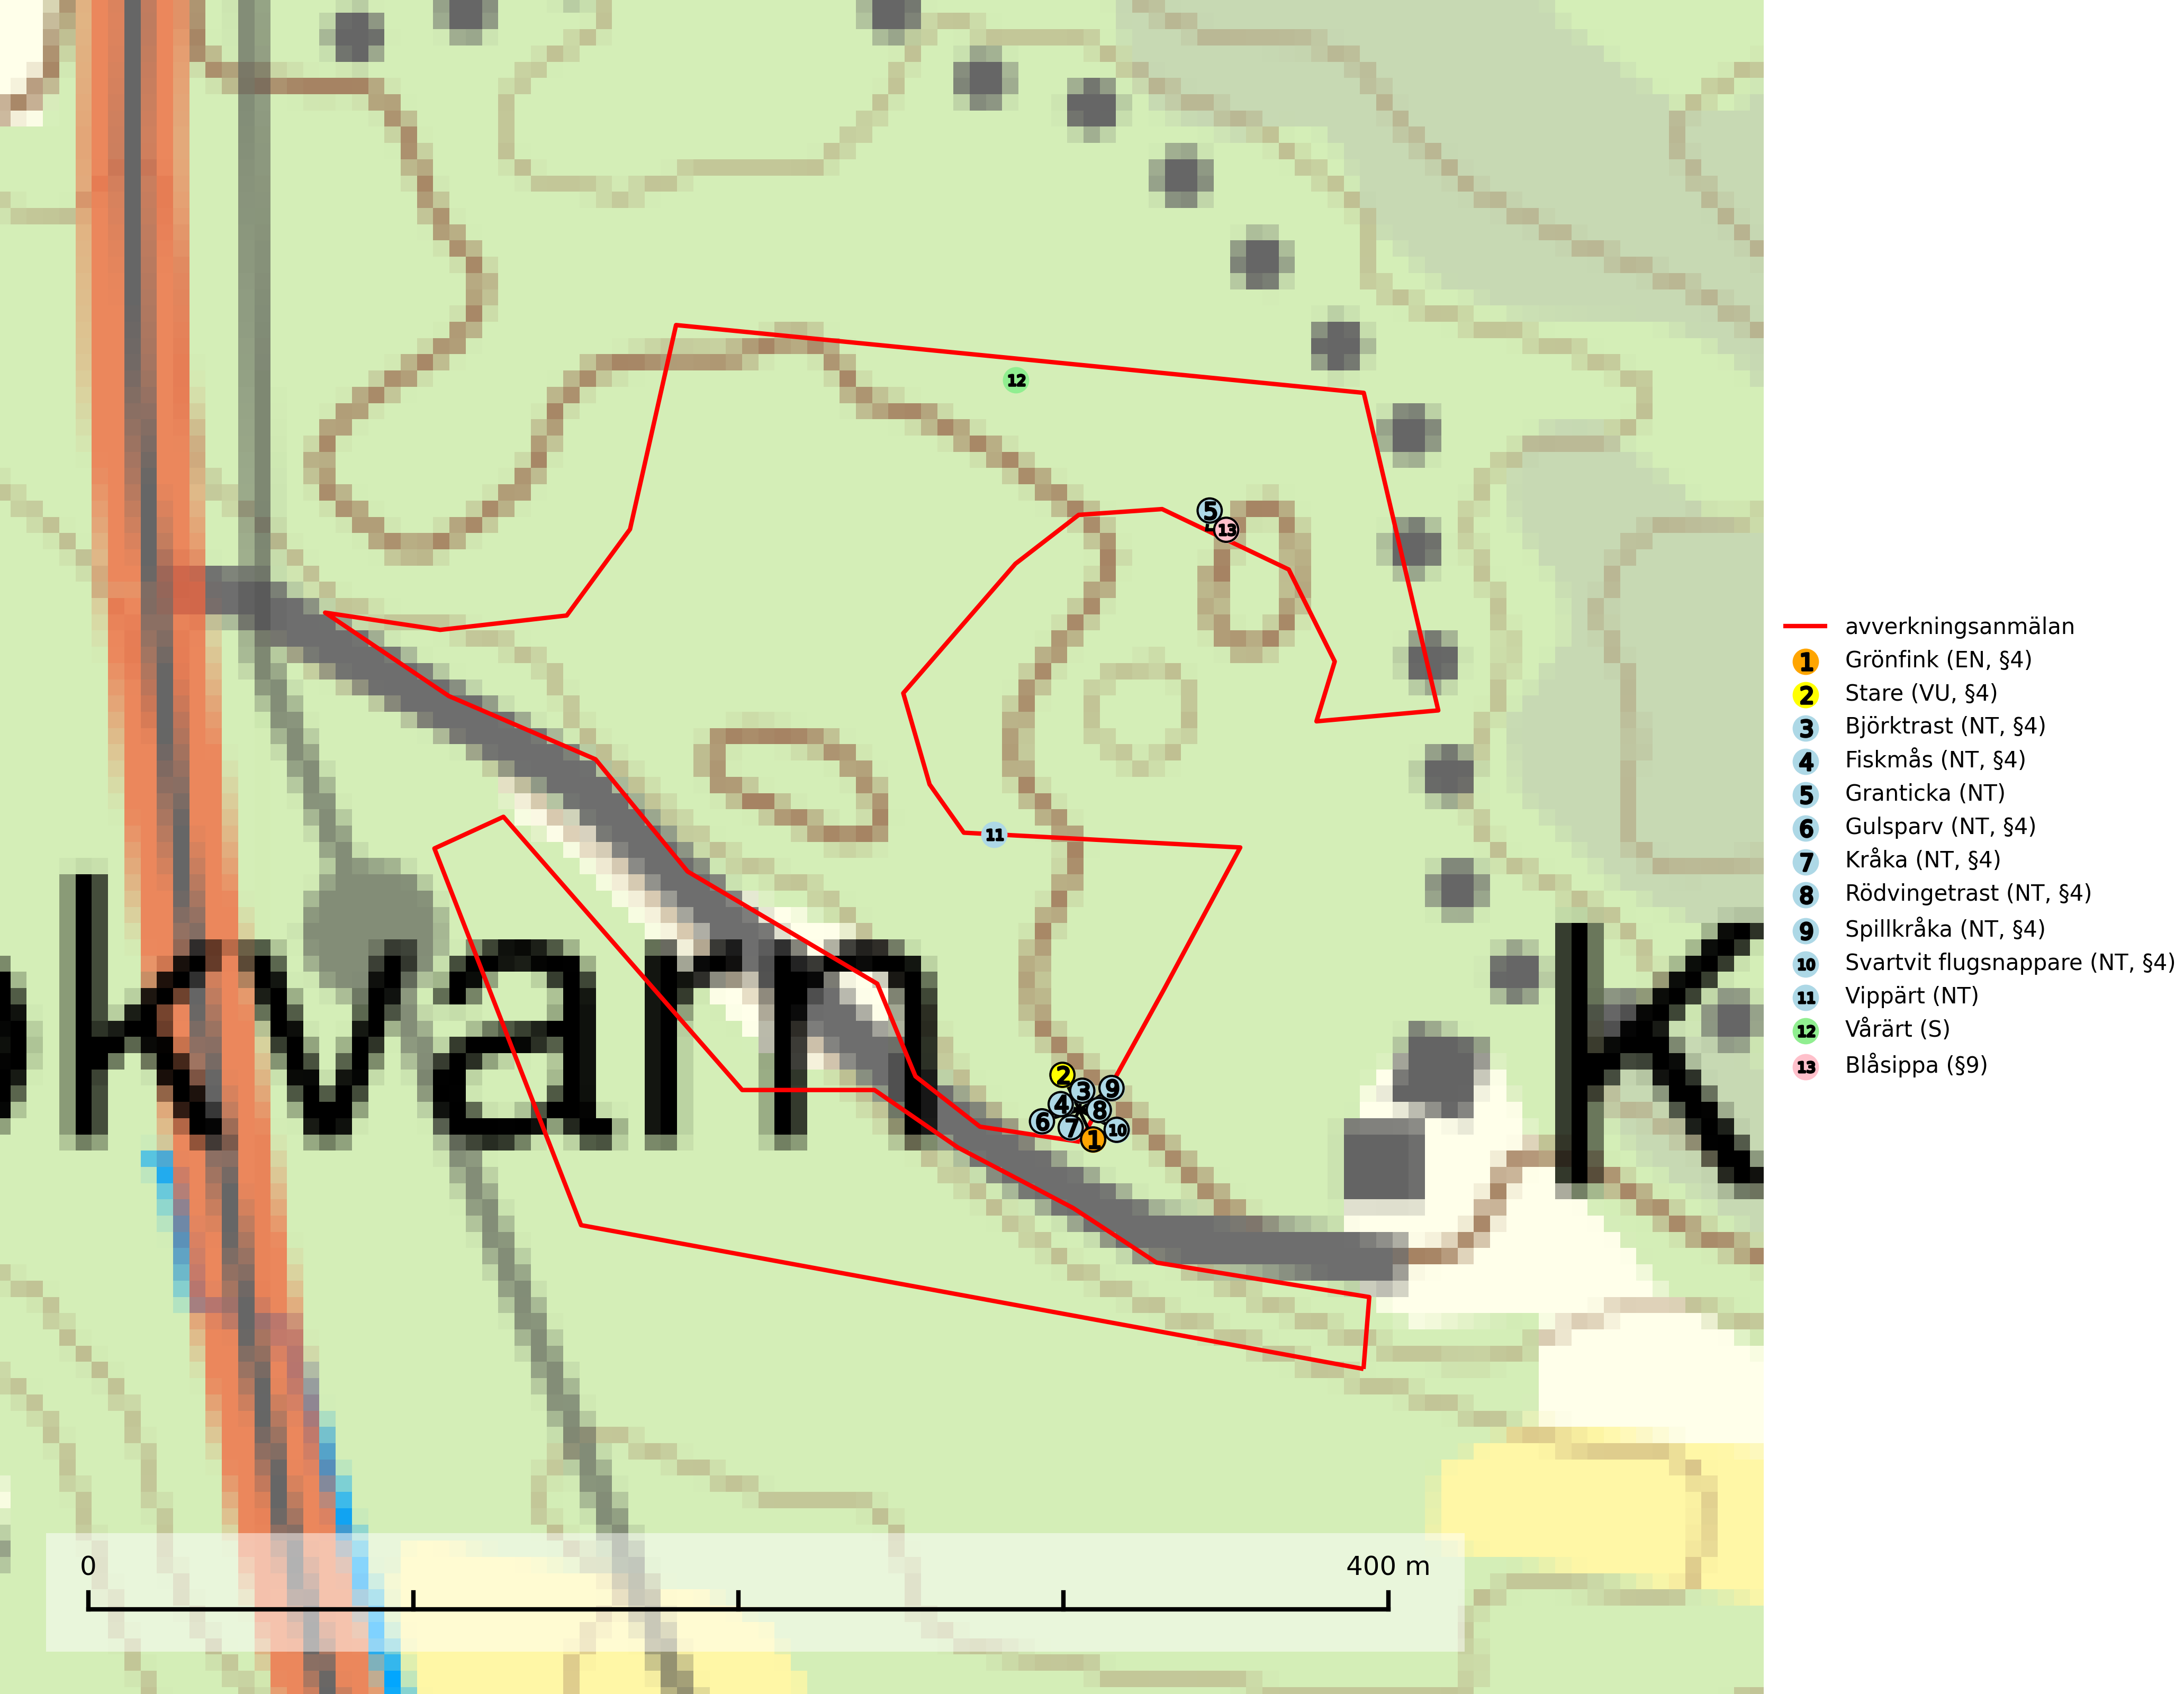 12
5
13
11
kvarn
K
2
3
9
4
8
6
7
10
1
0
400 m
avverkningsanmälan
1 Grönfink (EN, §4)
2 Stare (VU, §4)
3 Björktrast (NT, §4)
4 Fiskmås (NT, §4)
5 Granticka (NT)
6 Gulsparv (NT, §4)
7 Kråka (NT, §4)
8 Rödvingetrast (NT, §4)
9 Spillkråka (NT, §4)
10 Svartvit flugsnappare (NT, §4)
11 Vippärt (NT)
12 Vårärt (S)
13 Blåsippa (§9)